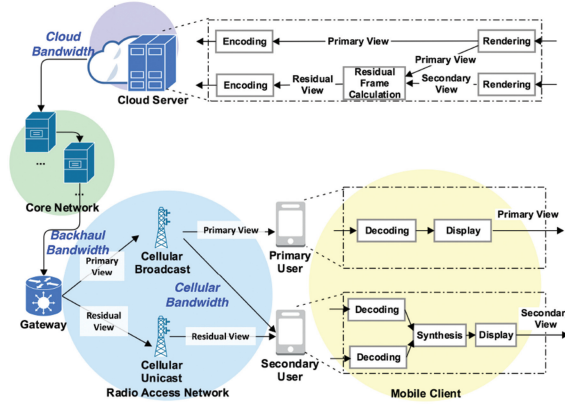 Cloud
Bandwidth
Cloud Server
Encoding
Primary View
Rendering
Primary
View
Encoding
Residual
View
Residual
Frame
Calculation
Secondary
View
Rendering
...
...
Core Network
Backhaul
Bandwidth
Primary
View
Cellular
Broadcast
Primary View
Primary
User
Decoding
Display
Primary
View
Gateway
Residual
View
Cellular
Bandwidth
Cellular
Unicast
Residual View
Secondary
User
Decoding
Decoding
Synthesis
Display
Secondary
View
Radio Access Network
Mobile Client